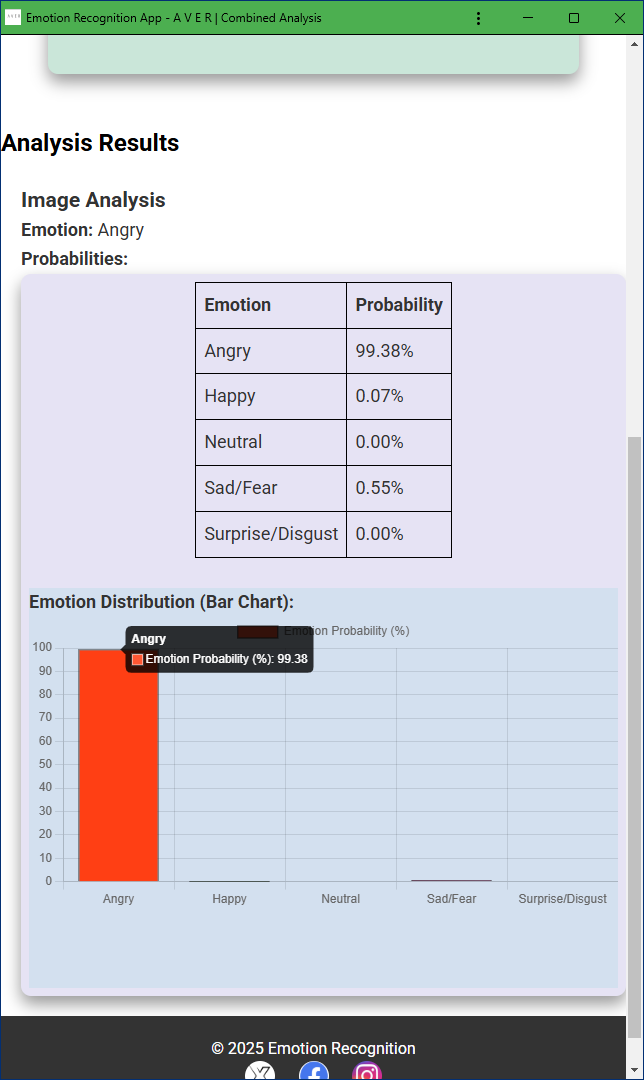 Emotion Recognition App - A V E R | Combined Analysis
Analysis Results
Image Analysis
Emotion: Angry
Probabilities:
Emotion Probability
Angry 99.38%
Happy 0.07%
Neutral 0.00%
Sad/Fear 0.55%
Surprise/Disgust 0.00%
Emotion Distribution (Bar Chart):
Emotion Probability (%)
Angry
Emotion Probability (%): 99.38
100
90
80
70
60
50
40
30
20
10
0
Angry Happy Neutral Sad/Fear Surprise/Disgust
© 2025 Emotion Recognition